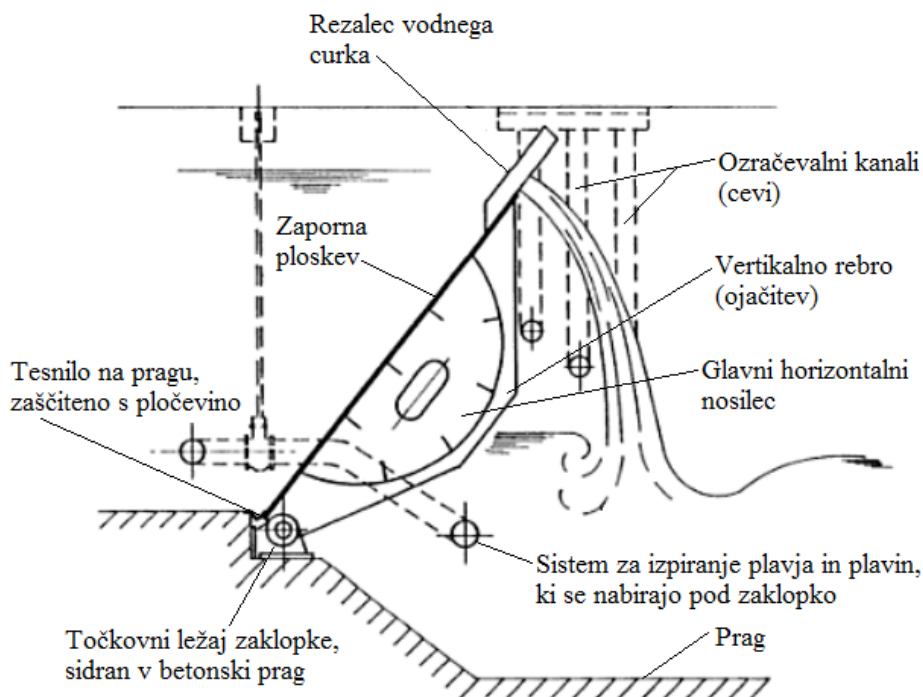 Rezalec vodnega
curka
Ozračevalni kanali
(cevi)
Zaporna
ploskev
Vertikalno rebro
(ojačitev)
Tesnilo na pragu,
zaščiteno s pločevino
Glavni horizontalni
nosilec
Sistem za izpiranje plavja in plavin,
ki se nabirajo pod zaklopko
Točkovni ležaj zaklopke,
sidran v betonski prag
Prag